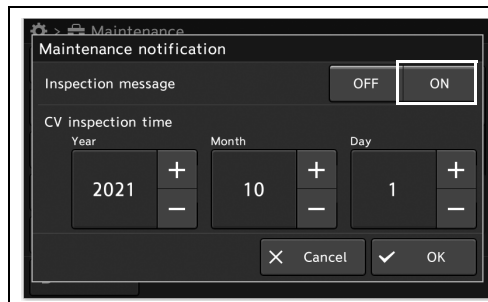 > Maintenance
Maintenance notification
Inspection message OFF ON
CV inspection time
Year Month Day
2021 + − 10 + − 1 + −
Cancel OK